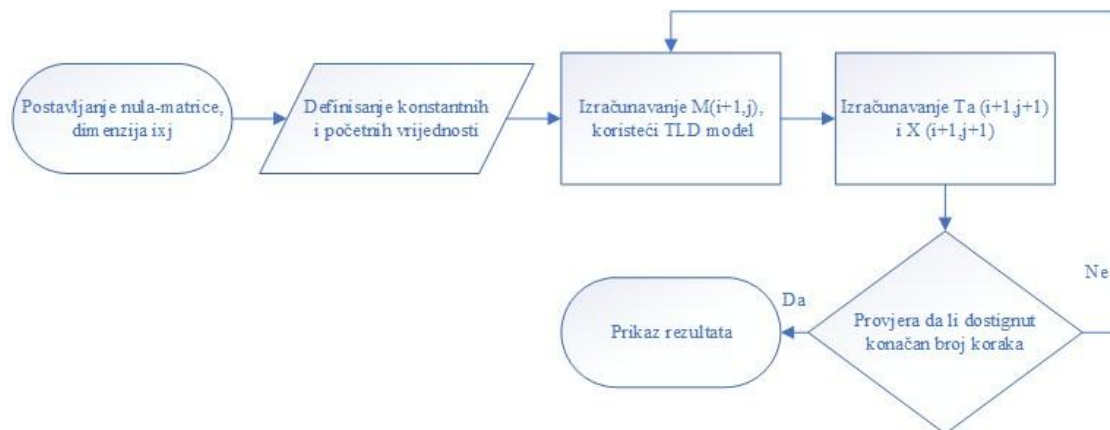 Postavljanje nula-matrice,
dimenzija ixj
Definisanje konstantnih
i početnih vrijednosti
Izračunavanje M(i+1,j),
koristeći TLD model
Izračunavanje Ta (i+1,j+1)
i X (i+1,j+1)
Provjera da li dostignut
konačan broj koraka
Ne
Da
Prikaz rezultata